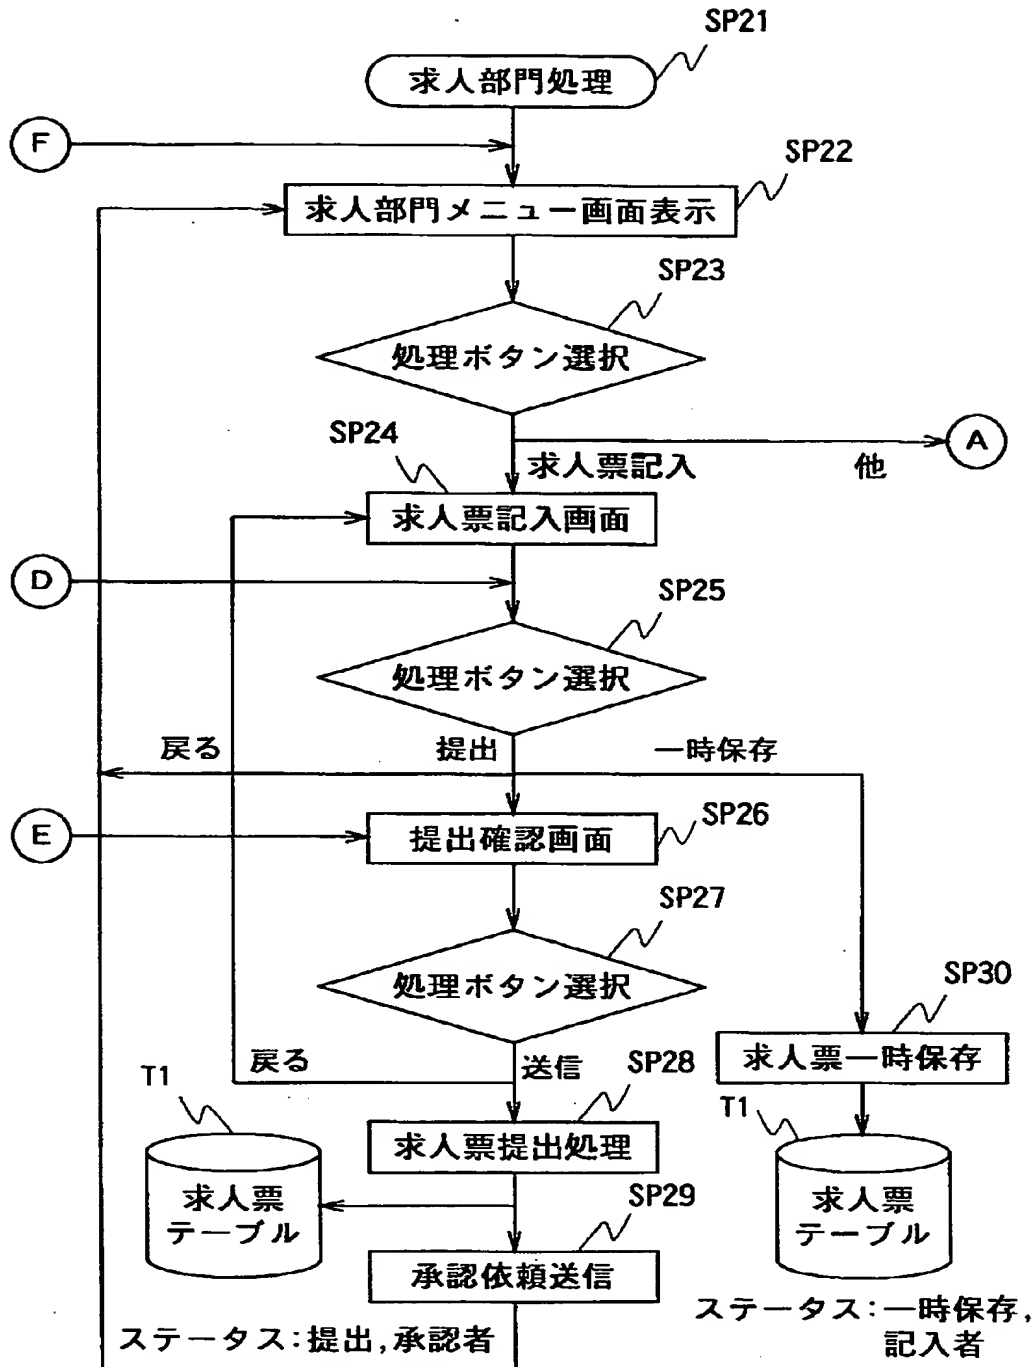 SP21
求人部門処理
F
SP22
求人部門メニュー画面表示
SP23
処理ボタン選択
SP24
求人票記入
他
A
求人票記入画面
D
SP25
処理ボタン選択
戻る
提出
一時保存
E
SP26
提出確認画面
SP27
処理ボタン選択
SP30
求人票一時保存
戻る
送信
SP28
T1
T1
求人票提出処理
求人票
テーブル
SP29
求人票
テーブル
承認依頼送信
ステータス:提出,承認者
ステータス:一時保存,
記入者